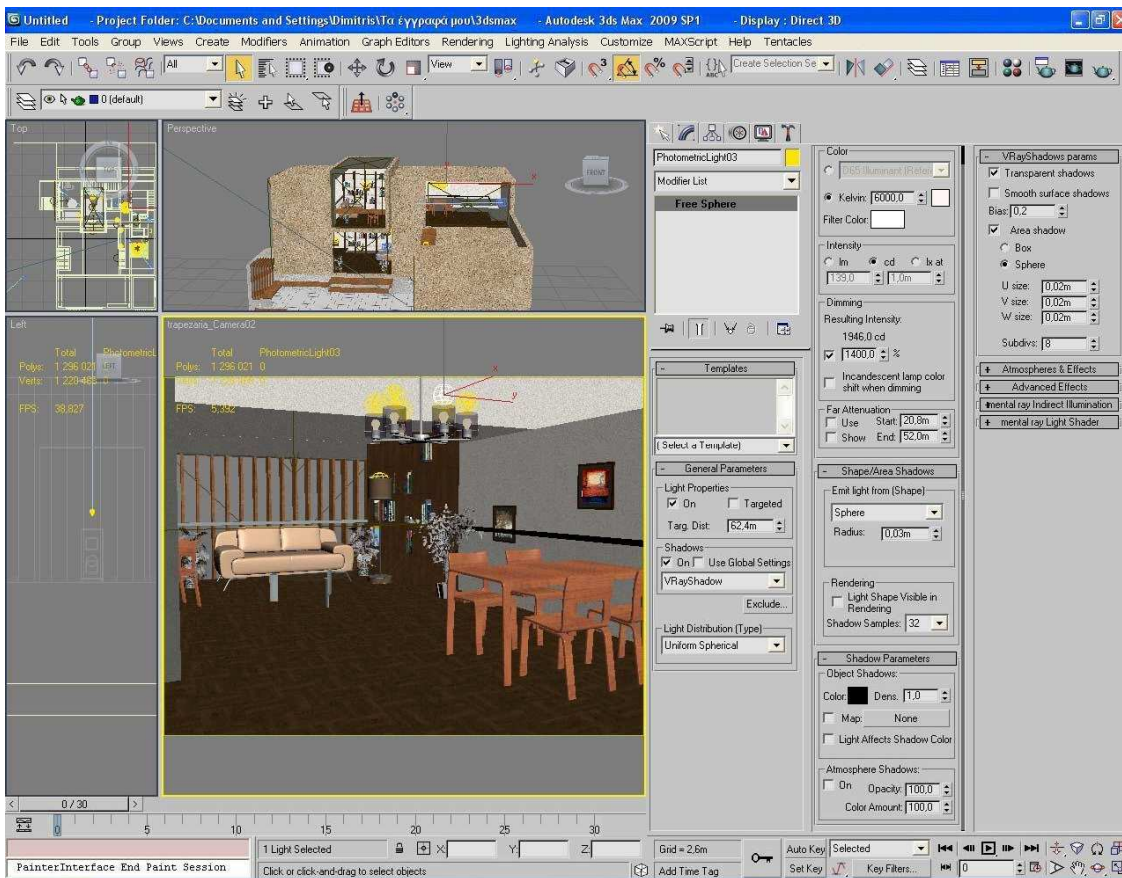 Untitled - Project Folder: C:\Documents and Settings\Dimitris\Τα έγγραφά μου\3dsmax - Autodesk 3ds Max 2009 SP1 - Display : Direct 3D
File Edit Tools Group Views Create Modifiers Animation Graph Editors Rendering Lighting Analysis Customize MAXScript Help Tentacles
All
View
Create Selection Se
0 (default)
Top
Perspective
FRONT
Left
Total
Polys: 1 296 021
Verts:
FPS: 38,827
LEFT
trapezaria_Camera02
Total PhotometricLight03
Polys: 1 296 021 0
FPS: 5,392
x
y
PhotometricLight03
Modifier List
Free Sphere
- Templates
(Select a Template)
- General Parameters
Light Properties
On Targeted
Targ. Dist: 62,4m
Shadows
On Use Global Settings
VRayShadow
Exclude...
Light Distribution (Type)
Uniform Spherical
Color
Kelvin: 6000,0
Filter Color:
Intensity
lm cd lx at
139,0 1,0m
Dimming
Resulting Intensity:
1946,0 cd
1400,0 %
Incandescent lamp color
shift when dimming
Far Attenuation
Use Start: 20,8m
Show End: 52,0m
- Shape/Area Shadows
Emit light from (Shape)
Sphere
Radius: 0,03m
Rendering
Light Shape Visible in
Rendering
Shadow Samples: 32
- Shadow Parameters
Object Shadows:
Color: Dens. 1,0
Map: None
Light Affects Shadow Color
Atmosphere Shadows:
On Opacity: 100,0
Color Amount: 100,0
- VRayShadows params
Transparent shadows
Smooth surface shadows
Bias: 0,2
Area shadow
Box
Sphere
U size: 0,02m
V size: 0,02m
W size: 0,02m
Subdivs: 8
+ Atmospheres & Effects
+ Advanced Effects
mental ray Indirect Illumination
+ mental ray Light Shader
< 0 / 30 >
0 5 10 15 20 25 30
1 Light Selected X: Y: Z: Grid = 2,6m Auto Key Selected
PainterInterface End Paint Session
Click or click-and-drag to select objects Add Time Tag Set Key Key Filters... 0